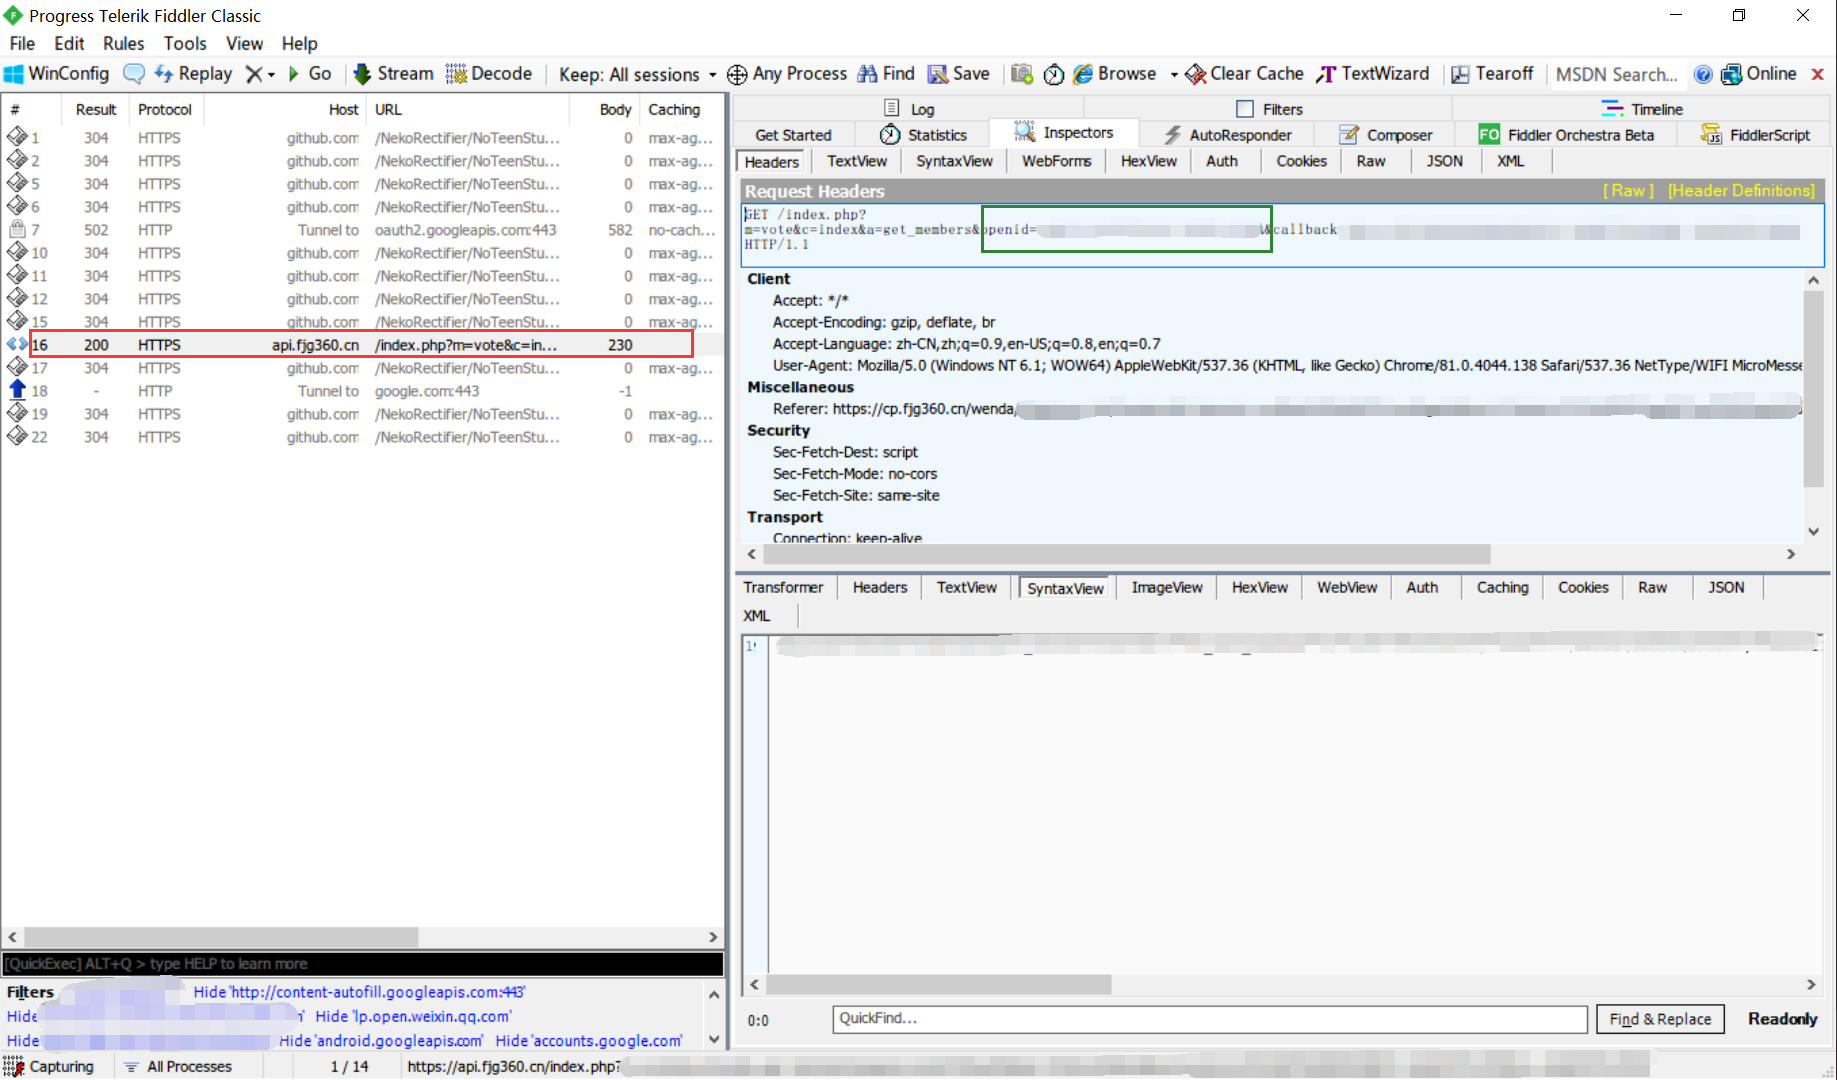 Progress Telerik Fiddler Classic
File Edit Rules Tools View Help
WinConfig Replay Go Stream Decode Keep: All sessions Any Process Find Save Browse Clear Cache TextWizard Tearoff MSDN Search... Online
# Result Protocol Host URL Body Caching
1 304 HTTPS github.com /NekoRectifier/NoTeenStu... 0 max-ag...
2 304 HTTPS github.com /NekoRectifier/NoTeenStu... 0 max-ag...
5 304 HTTPS github.com /NekoRectifier/NoTeenStu... 0 max-ag...
6 304 HTTPS github.com /NekoRectifier/NoTeenStu... 0 max-ag...
7 502 HTTP Tunnel to oauth2.googleapis.com:443 582 no-cach...
10 304 HTTPS github.com /NekoRectifier/NoTeenStu... 0 max-ag...
11 304 HTTPS github.com /NekoRectifier/NoTeenStu... 0 max-ag...
12 304 HTTPS github.com /NekoRectifier/NoTeenStu... 0 max-ag...
15 304 HTTPS github.com /NekoRectifier/NoTeenStu... 0 max-ag...
16 200 HTTPS api.fjg360.cn /index.php?m=vote&c=in... 230
17 304 HTTPS github.com /NekoRectifier/NoTeenStu... 0 max-ag...
18 - HTTP Tunnel to google.com:443 -1
19 304 HTTPS github.com /NekoRectifier/NoTeenStu... 0 max-ag...
22 304 HTTPS github.com /NekoRectifier/NoTeenStu... 0 max-ag...
[QuickExec] ALT+Q > type HELP to learn more
Filters Hide 'http://content-autofill.googleapis.com:443'
Hide ' Hide 'lp.open.weixin.qq.com'
Hide Hide 'android.googleapis.com' Hide 'accounts.google.com'
Capturing All Processes 1 / 14 https://api.fjg360.cn/index.php?
Log Filters Timeline
Get Started Statistics Inspectors AutoResponder Composer FO Fiddler Orchestra Beta FiddlerScript
Headers TextView SyntaxView WebForms HexView Auth Cookies Raw JSON XML
Request Headers [ Raw ] [Header Definitions]
GET /index.php?
m=vote&c=index&a=get_members&openid= &callback
HTTP/1.1
Client
Accept: */*
Accept-Encoding: gzip, deflate, br
Accept-Language: zh-CN,zh;q=0.9,en-US;q=0.8,en;q=0.7
User-Agent: Mozilla/5.0 (Windows NT 6.1; WOW64) AppleWebKit/537.36 (KHTML, like Gecko) Chrome/81.0.4044.138 Safari/537.36 NetType/WIFI MicroMesse
Miscellaneous
Referer: https://cp.fjg360.cn/wenda/
Security
Sec-Fetch-Dest: script
Sec-Fetch-Mode: no-cors
Sec-Fetch-Site: same-site
Transport
Connection: keep-alive
Transformer Headers TextView SyntaxView ImageView HexView WebView Auth Caching Cookies Raw JSON
XML
1
0:0 QuickFind... Find & Replace Readonly